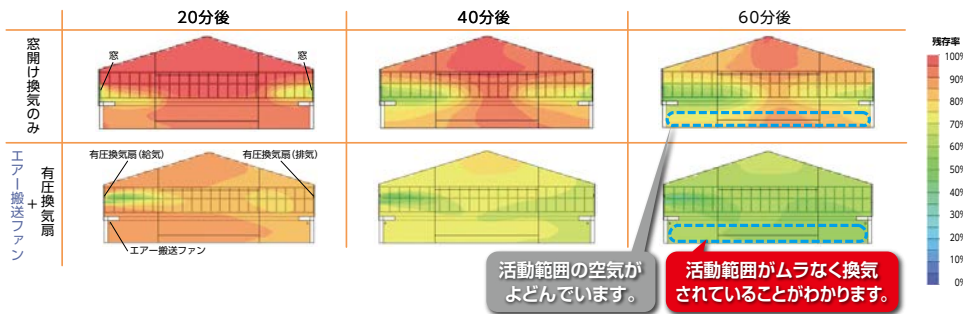 20分後
40分後
60分後
窓開け換気のみ
窓
窓
エアー搬送ファン
+
有圧換気扇
有圧換気扇(給気)
有圧換気扇(排気)
エアー搬送ファン
活動範囲の空気が
よどんでいます。
活動範囲がムラなく換気
されていることがわかります。
残存率
100%
90%
90%
80%
70%
60%
50%
40%
30%
20%
10%
0%